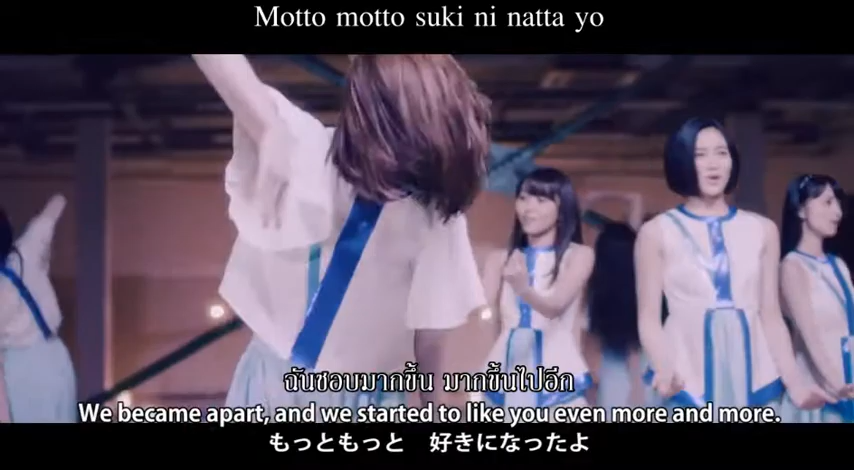 Motto motto suki ni natta yo
ฉันชอบมากขึ้น มากขึ้นไปอีก
We became apart, and we started to like you even more and more.
もっともっと　好きになったよ